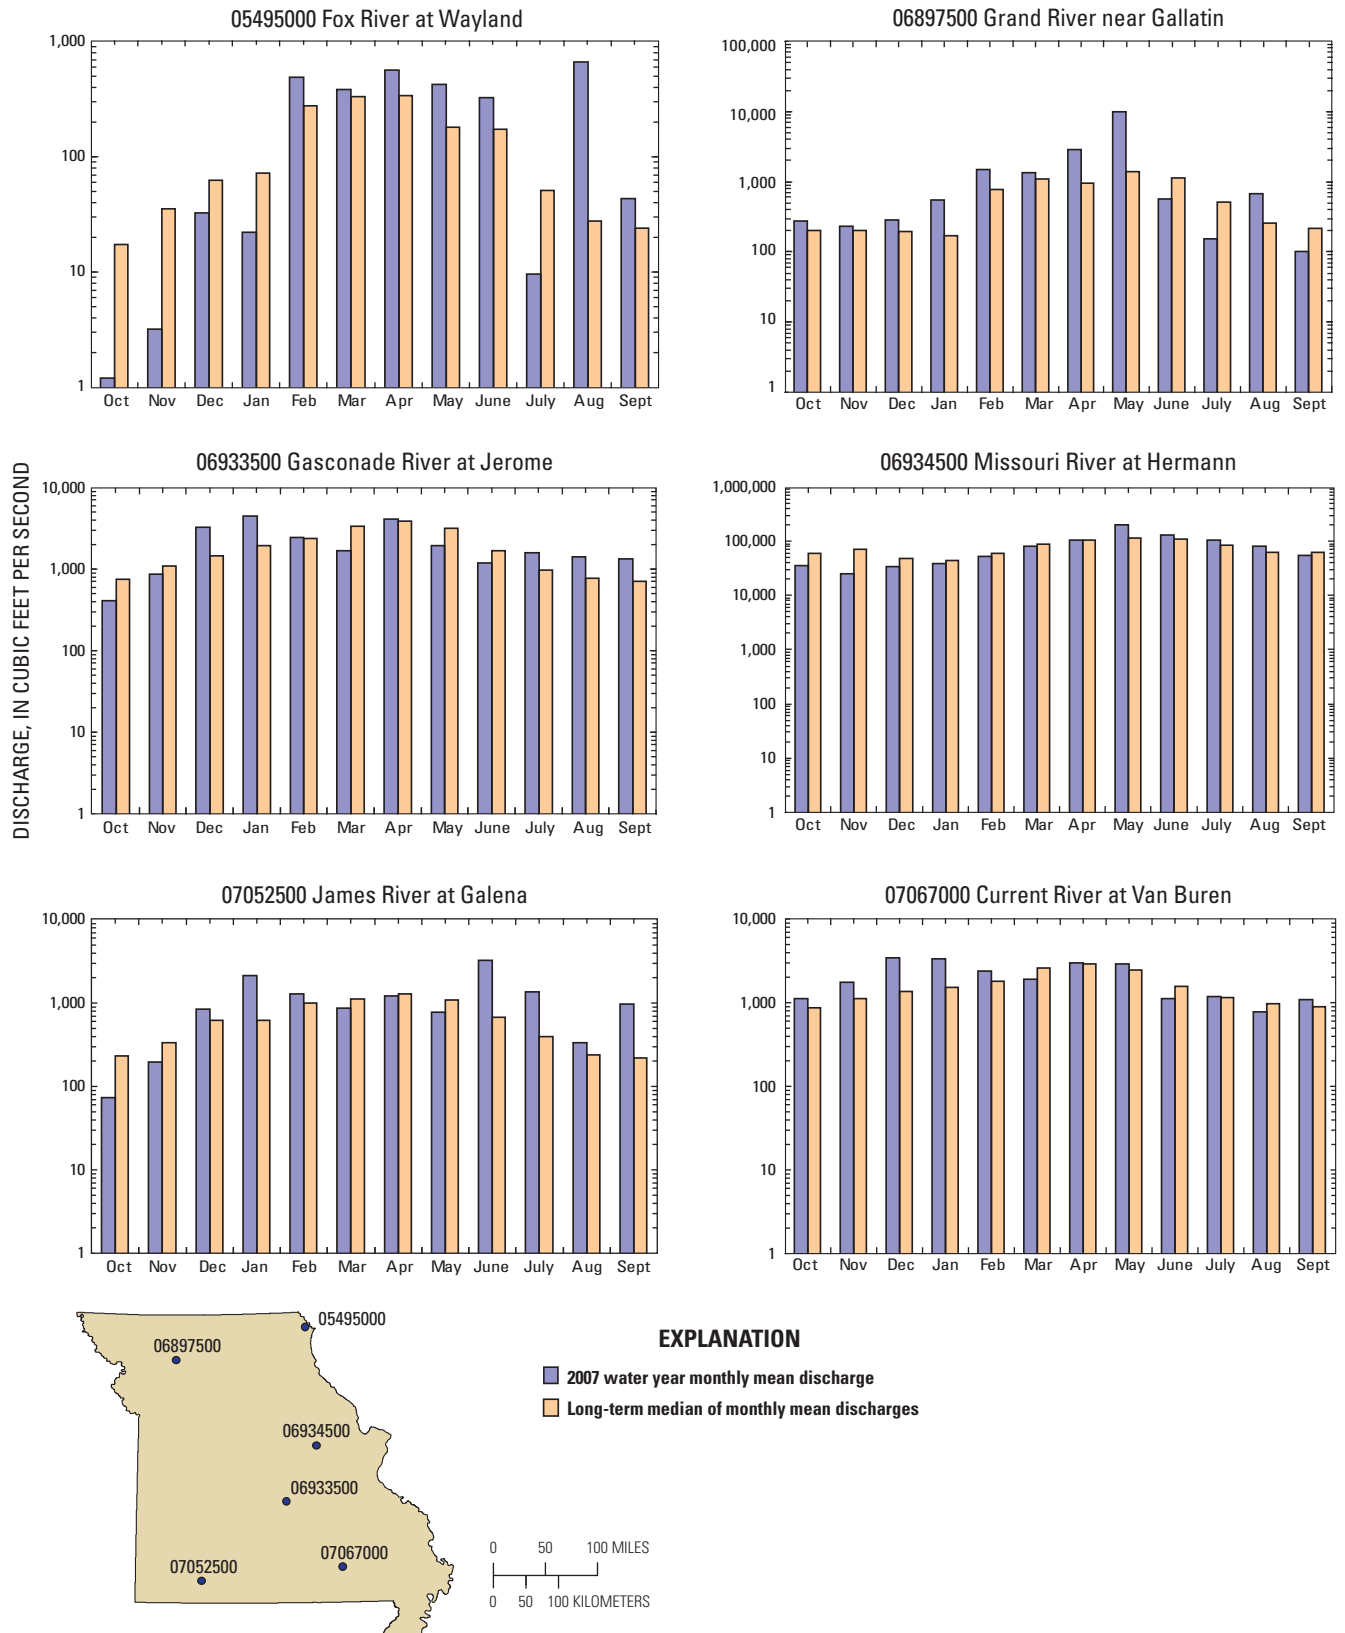 05495000 Fox River at Wayland
1,000
100
10
1
Oct Nov Dec Jan Feb Mar Apr May June July Aug Sept
06897500 Grand River near Gallatin
100,000
10,000
1,000
100
10
1
Oct Nov Dec Jan Feb Mar Apr May June July Aug Sept
DISCHARGE, IN CUBIC FEET PER SECOND
06933500 Gasconade River at Jerome
10,000
1,000
100
10
1
Oct Nov Dec Jan Feb Mar Apr May June July Aug Sept
06934500 Missouri River at Hermann
1,000,000
100,000
10,000
1,000
100
10
1
Oct Nov Dec Jan Feb Mar Apr May June July Aug Sept
07052500 James River at Galena
10,000
1,000
100
10
1
Oct Nov Dec Jan Feb Mar Apr May June July Aug Sept
07067000 Current River at Van Buren
10,000
1,000
100
10
1
Oct Nov Dec Jan Feb Mar Apr May June July Aug Sept
05495000
06897500
06934500
06933500
07067000
07052500
0 50 100 MILES
0 50 100 KILOMETERS
EXPLANATION
2007 water year monthly mean discharge
Long-term median of monthly mean discharges